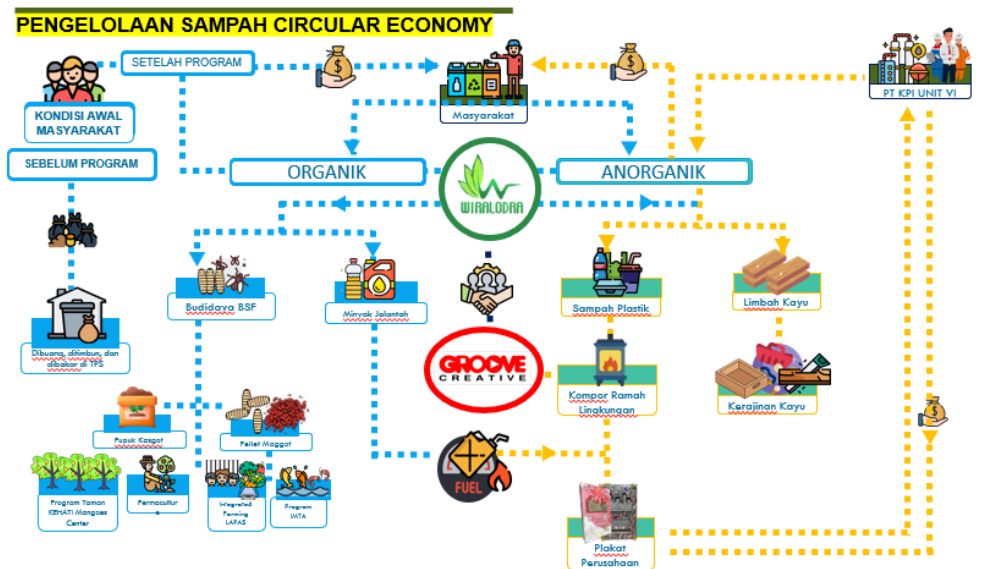 PENGELOLAAN SAMPAH CIRCULAR ECONOMY
SETELAH PROGRAM
KONDISI AWAL
MASYARAKAT
SEBELUM PROGRAM
Masyarakat
PT KPI UNIT VI
ORGANIK
ANORGANIK
WIRALODRA
Budidaya BSF
Minyak Jelantah
Sampah Plastik
Limbah Kayu
Dibuang, ditimbun, dan
dibakar di TPS
GROOVE
CREATIVE
Kompor Ramah
Lingkungan
Kerajinan Kayu
Pupuk Kasgot
Pellet Maggot
FUEL
Program Taman
KEHATI Mangoes
Center
Permacultur
e
Integrated
Farming
LAPAS
Program
IMTA
Plakat
Perusahaan